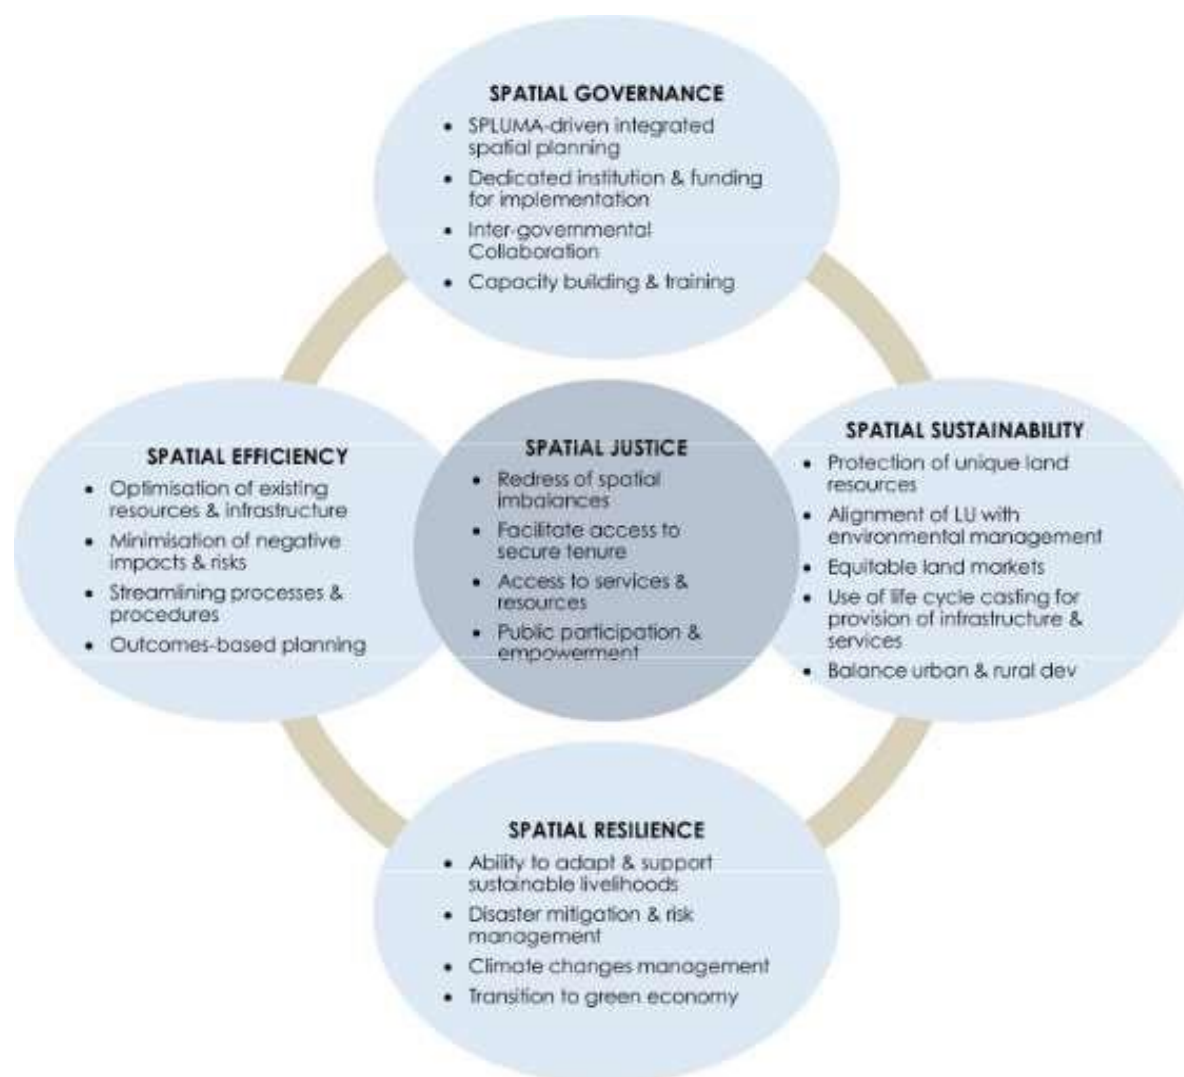 SPATIAL GOVERNANCE
• SPLUMA-driven integrated
spatial planning
• Dedicated institution & funding
for implementation
• Inter-governmental
Collaboration
• Capacity building & training
SPATIAL EFFICIENCY
• Optimisation of existing
resources & infrastructure
• Minimisation of negative
impacts & risks
• Streamlining processes &
procedures
• Outcomes-based planning
SPATIAL JUSTICE
• Redress of spatial
imbalances
• Facilitate access to
secure tenure
• Access to services &
resources
• Public participation &
empowerment
SPATIAL SUSTAINABILITY
• Protection of unique land
resources
• Alignment of LU with
environmental management
• Equitable land markets
• Use of life cycle casting for
provision of infrastructure &
services
• Balance urban & rural dev
SPATIAL RESILIENCE
• Ability to adapt & support
sustainable livelihoods
• Disaster mitigation & risk
management
• Climate changes management
• Transition to green economy